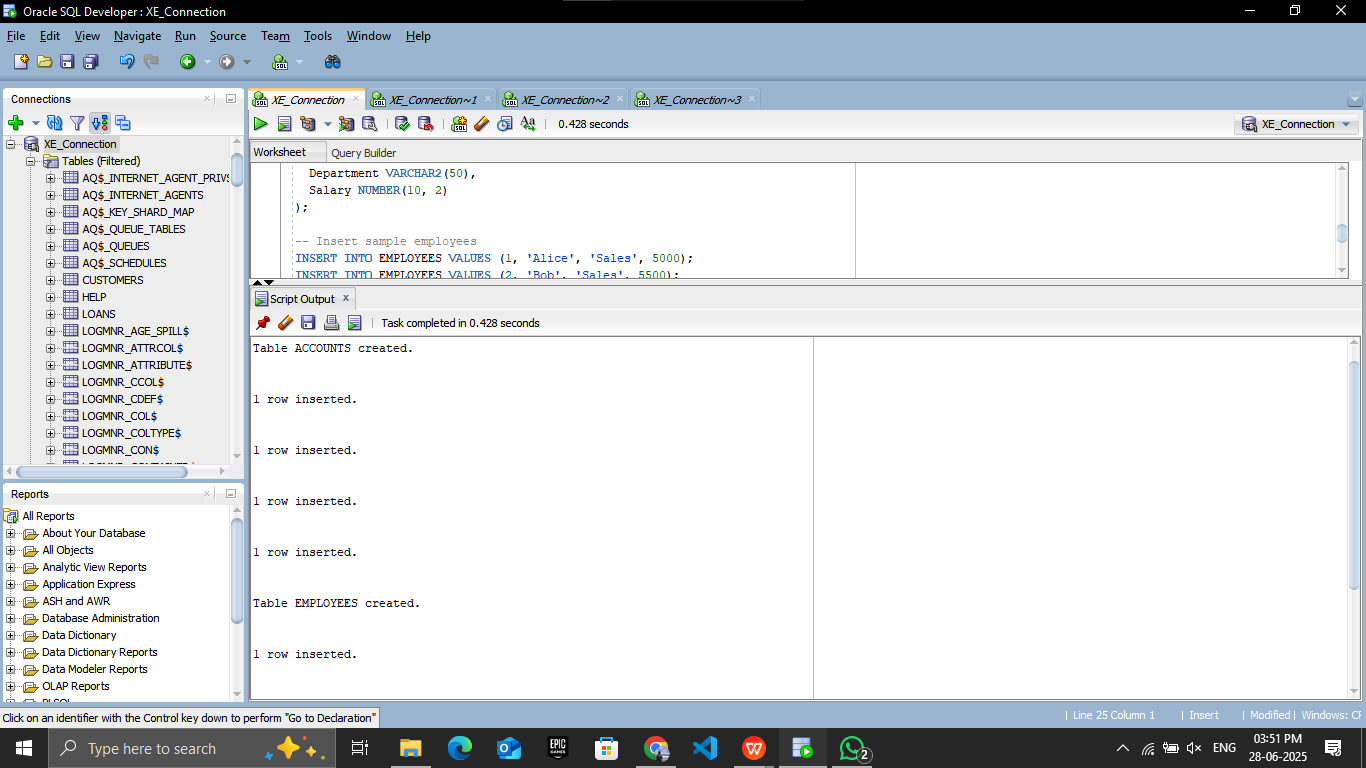 Oracle SQL Developer : XE_Connection
File Edit View Navigate Run Source Team Tools Window Help
Connections
XE_Connection
Tables (Filtered)
AQ$_INTERNET_AGENT_PRIVS
AQ$_INTERNET_AGENTS
AQ$_KEY_SHARD_MAP
AQ$_QUEUE_TABLES
AQ$_QUEUES
AQ$_SCHEDULES
CUSTOMERS
HELP
LOANS
LOGMNR_AGE_SPILL$
LOGMNR_ATTRCOL$
LOGMNR_ATTRIBUTE$
LOGMNR_CCOL$
LOGMNR_CDEF$
LOGMNR_COL$
LOGMNR_COLTYPE$
LOGMNR_CON$
Reports
All Reports
About Your Database
All Objects
Analytic View Reports
Application Express
ASH and AWR
Database Administration
Data Dictionary
Data Dictionary Reports
Data Modeler Reports
OLAP Reports
XE_Connection XE_Connection~1 XE_Connection~2 XE_Connection~3
0.428 seconds
XE_Connection
Worksheet Query Builder
Department VARCHAR2(50),
Salary NUMBER(10, 2)
);
-- Insert sample employees
INSERT INTO EMPLOYEES VALUES (1, 'Alice', 'Sales', 5000);
INSERT INTO EMPLOYEES VALUES (2, 'Bob', 'Sales', 5500);
Script Output x
Task completed in 0.428 seconds
Table ACCOUNTS created.
1 row inserted.
1 row inserted.
1 row inserted.
1 row inserted.
Table EMPLOYEES created.
1 row inserted.
Click on an identifier with the Control key down to perform "Go to Declaration"
Line 25 Column 1 Insert Modified Windows: CR
Type here to search
EPIC GAMES
2
ENG
03:51 PM
28-06-2025